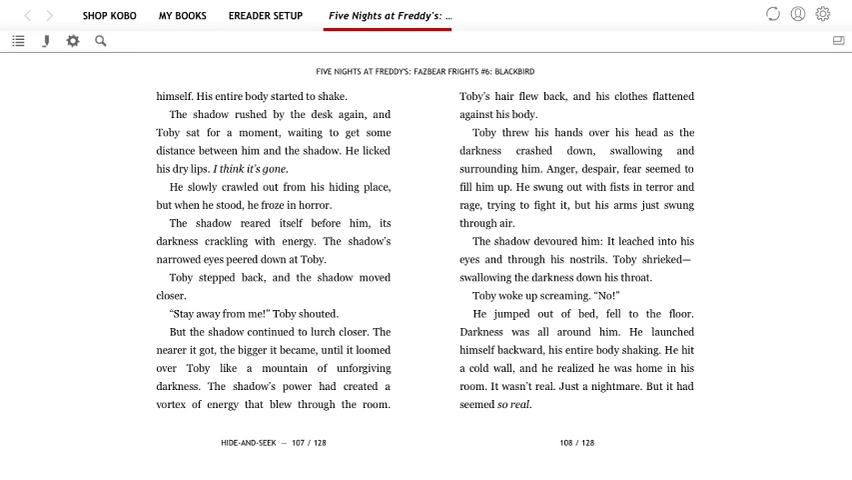 SHOP KOBO MY BOOKS EREADER SETUP Five Nights at Freddy's: ...
FIVE NIGHTS AT FREDDY'S: FAZBEAR FRIGHTS #6: BLACKBIRD
himself. His entire body started to shake.
The shadow rushed by the desk again, and
Toby sat for a moment, waiting to get some
distance between him and the shadow. He licked
his dry lips. I think it's gone.
He slowly crawled out from his hiding place,
but when he stood, he froze in horror.
The shadow reared itself before him, its
darkness crackling with energy. The shadow's
narrowed eyes peered down at Toby.
Toby stepped back, and the shadow moved
closer.
“Stay away from me!” Toby shouted.
But the shadow continued to lurch closer. The
nearer it got, the bigger it became, until it loomed
over Toby like a mountain of unforgiving
darkness. The shadow's power had created a
vortex of energy that blew through the room.
HIDE-AND-SEEK — 107 / 128
Toby's hair flew back, and his clothes flattened
against his body.
Toby threw his hands over his head as the
darkness crashed down, swallowing and
surrounding him. Anger, despair, fear seemed to
fill him up. He swung out with fists in terror and
rage, trying to fight it, but his arms just swung
through air.
The shadow devoured him: It leached into his
eyes and through his nostrils. Toby shrieked—
swallowing the darkness down his throat.
Toby woke up screaming. “No!”
He jumped out of bed, fell to the floor.
Darkness was all around him. He launched
himself backward, his entire body shaking. He hit
a cold wall, and he realized he was home in his
room. It wasn't real. Just a nightmare. But it had
seemed so real.
108 / 128